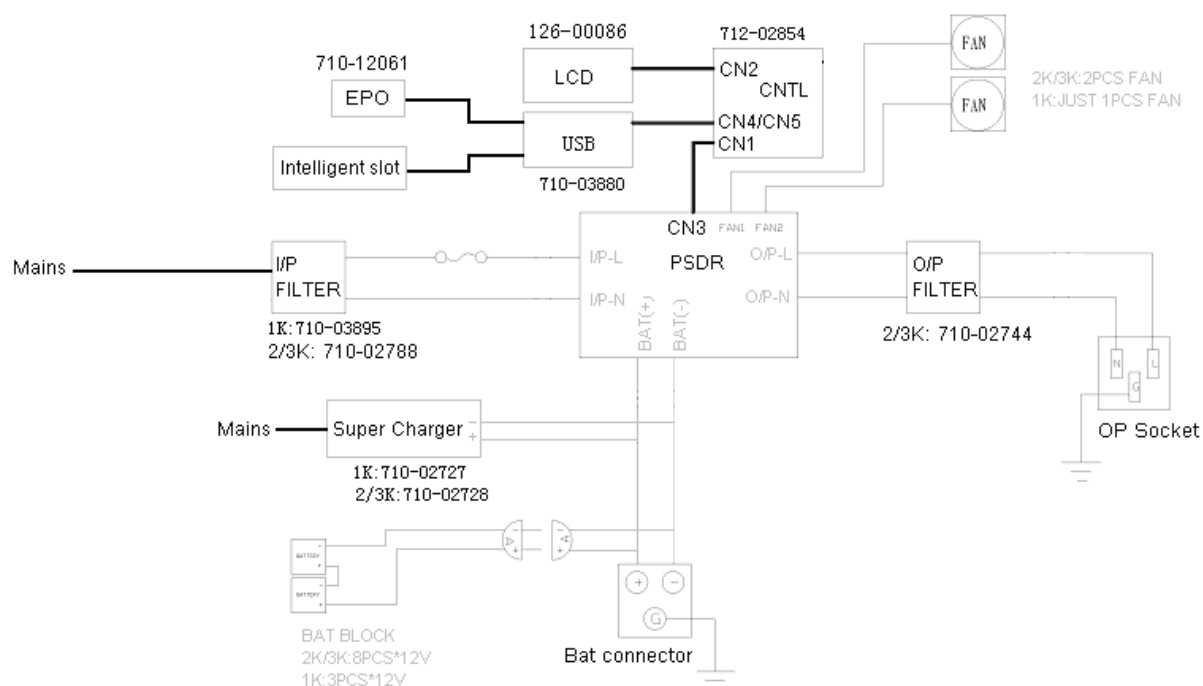 126-00086
712-02854
710-12061
LCD
CN2
CNTL
FAN
EPO
2K/3K:2PCS FAN
1K:JUST 1PCS FAN
FAN
CN4/CN5
USB
CN1
Intelligent slot
710-03880
CN3
FAN1
FAN2
Mains
I/P
FILTER
I/P-L
PSDR
O/P-L
O/P
FILTER
I/P-N
O/P-N
BAT(+)
BAT(-)
1K:710-03895
2/3K: 710-02788
2/3K: 710-02744
N
L
G
OP Socket
Mains
Super Charger
-
+
1K:710-02727
2/3K:710-02728
-
A
+
-
A
+
-
BATTERY
+
-
BATTERY
+
+
-
G
BAT BLOCK
2K/3K:8PCS*12V
1K:3PCS*12V
Bat connector